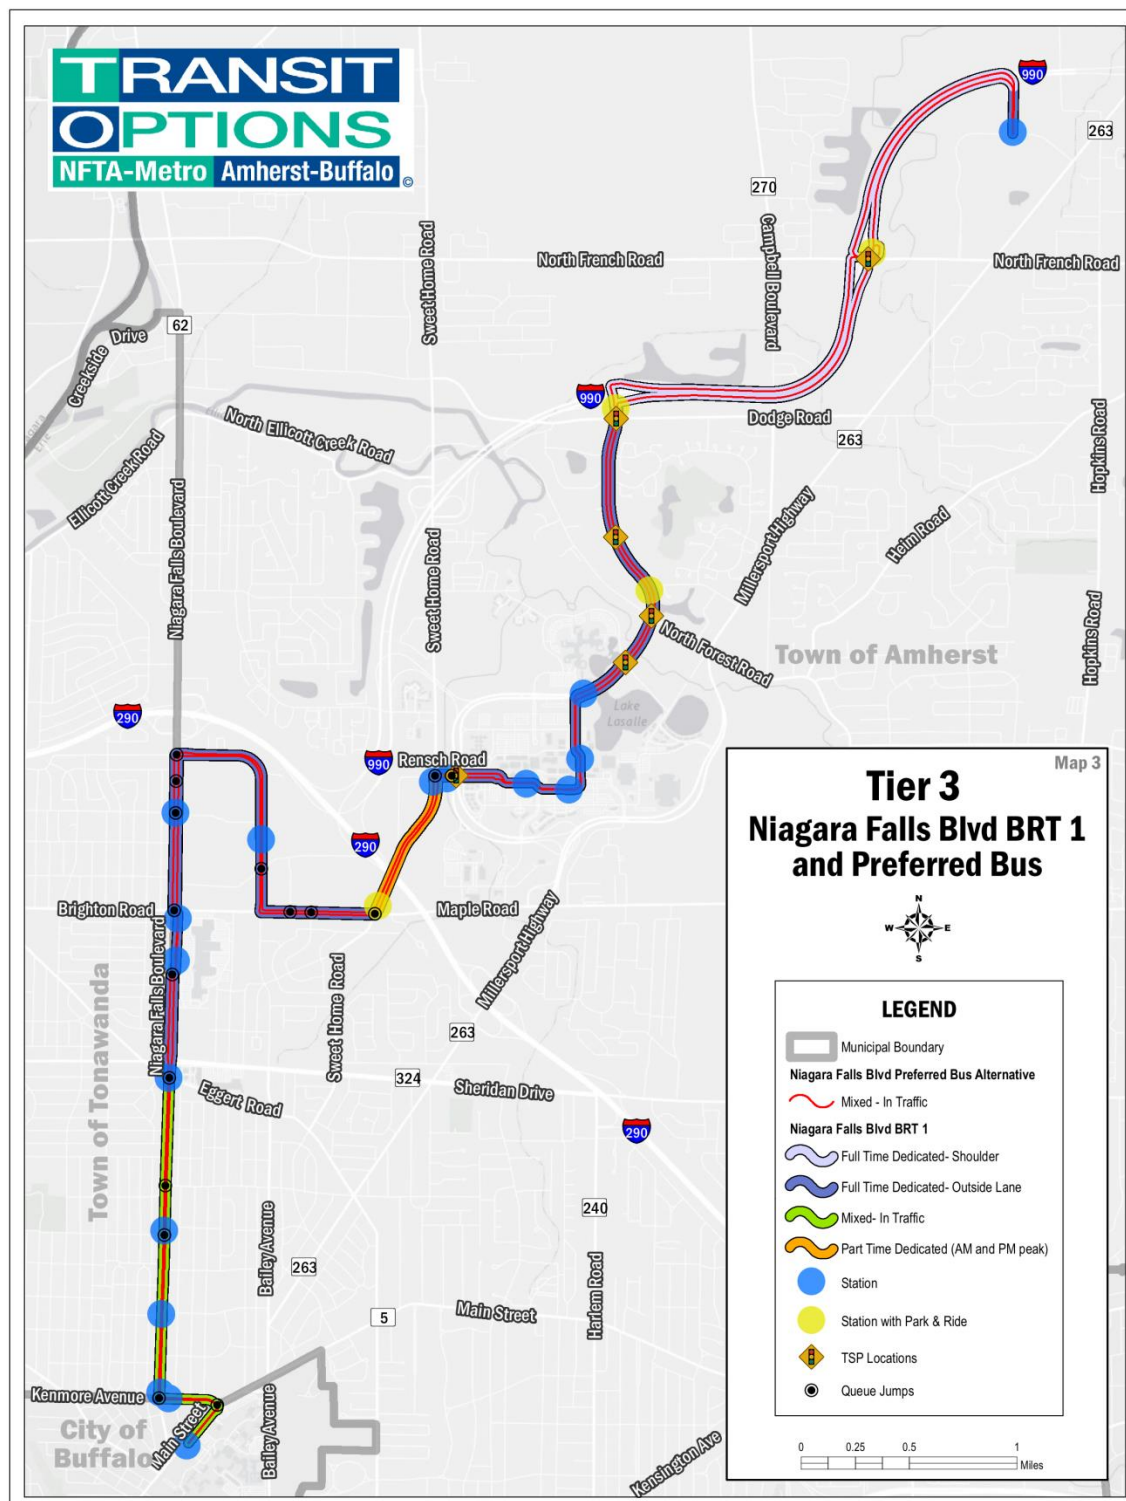 TRANSIT
OPTIONS
NFTA-Metro Amherst-Buffalo ©
990
263
270
Campbell Boulevard
Sweet Home Road
North French Road
North French Road
62
Creekside Drive
990
Dodge Road
263
Hopkins Road
North Ellicott Creek Road
Ellicott Creek Road
Niagara Falls Boulevard
Millersport Highway
Heim Road
Sweet Home Road
North Forest Road
Town of Amherst
Hopkins Road
Lake
Lasalle
290
990
Rensch Road
290
Brighton Road
Maple Road
Niagara Falls Boulevard
Millersport Highway
Sweet Home Road
Town of Tonawanda
263
324
Sheridan Drive
Eggert Road
290
240
Bailey Avenue
263
Harlem Road
Main Street
5
Kenmore Avenue
Main Street
Bailey Avenue
City of
Buffalo
Kensington Ave
Map 3
Tier 3
Niagara Falls Blvd BRT 1
and Preferred Bus
N
W E
S
LEGEND
Municipal Boundary
Niagara Falls Blvd Preferred Bus Alternative
Mixed - In Traffic
Niagara Falls Blvd BRT 1
Full Time Dedicated- Shoulder
Full Time Dedicated- Outside Lane
Mixed- In Traffic
Part Time Dedicated (AM and PM peak)
Station
Station with Park & Ride
TSP Locations
Queue Jumps
0 0.25 0.5 1
Miles